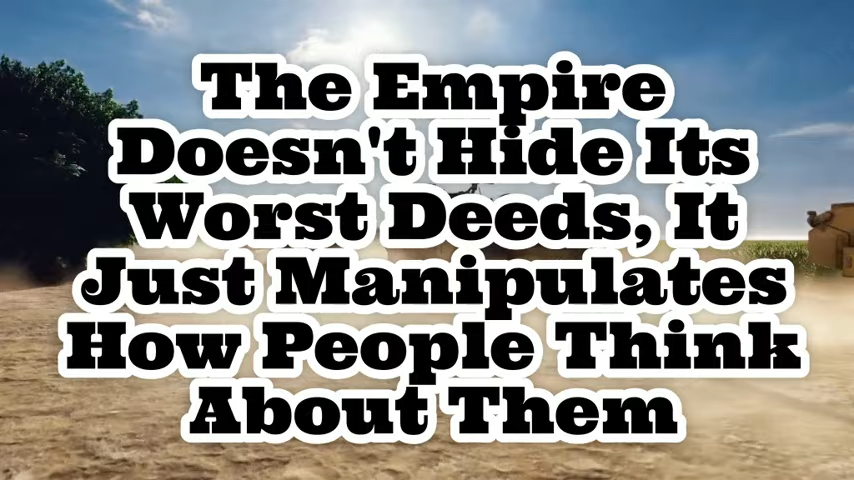 The Empire
Doesn't Hide Its
Worst Deeds, It
Just Manipulates
How People Think
About Them